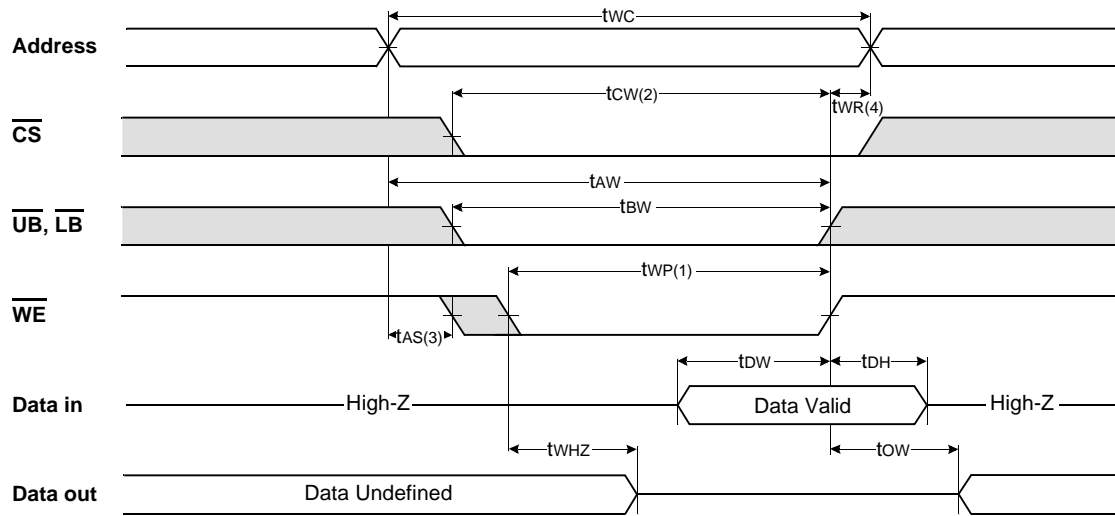 tWC
Address
tCW(2)
tWR(4)
CS
tAW
UB, LB
tBW
tWP(1)
WE
tAS(3)
tDW
tDH
Data in
High-Z
Data Valid
High-Z
tWHZ
tOW
Data out
Data Undefined